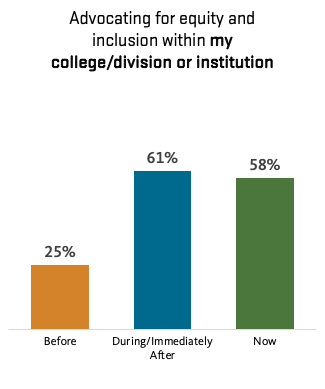 Advocating for equity and
inclusion within my
college/division or institution
61%
58%
25%
Before
During/Immediately
After
Now